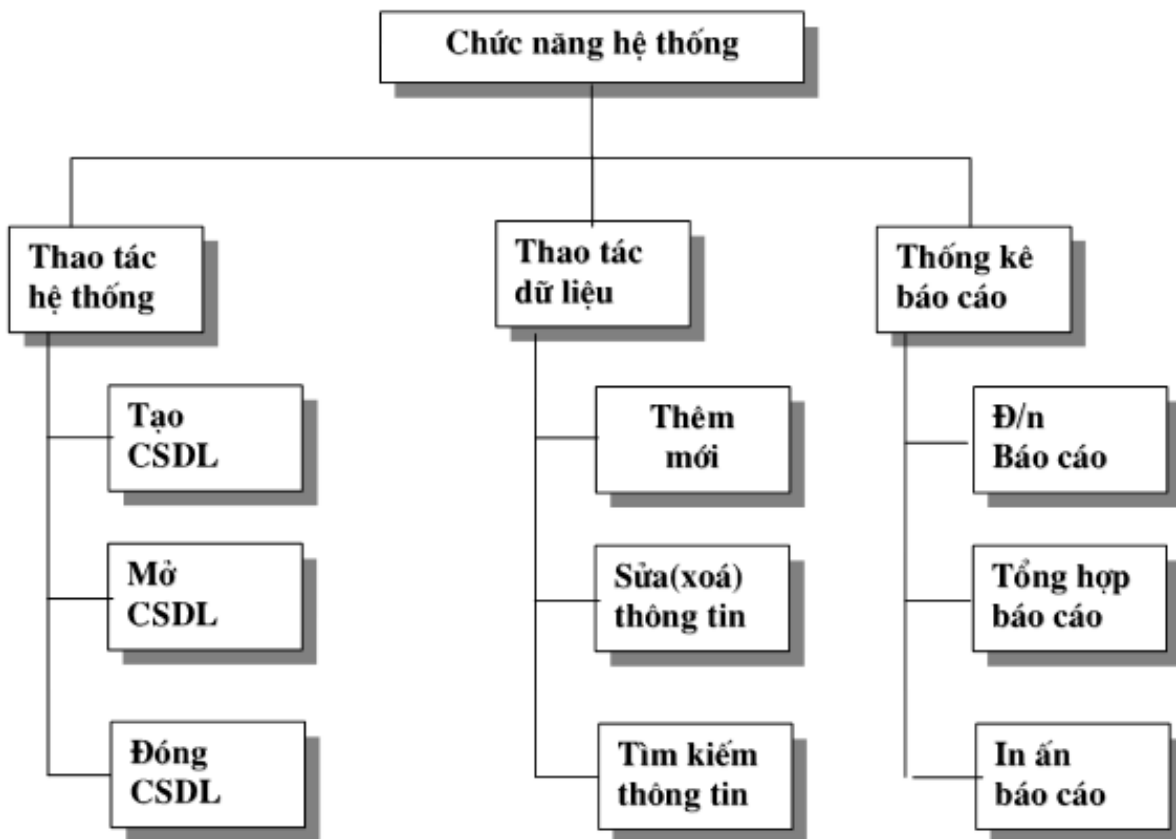 Chức năng hệ thống
Thao tác
hệ thống
Tạo
CSDL
Mở
CSDL
Đóng
CSDL
Thao tác
dữ liệu
Thêm
mới
Sửa(xoá)
thông tin
Tìm kiếm
thông tin
Thống kê
báo cáo
Đ/n
Báo cáo
Tổng hợp
báo cáo
In ấn
báo cáo